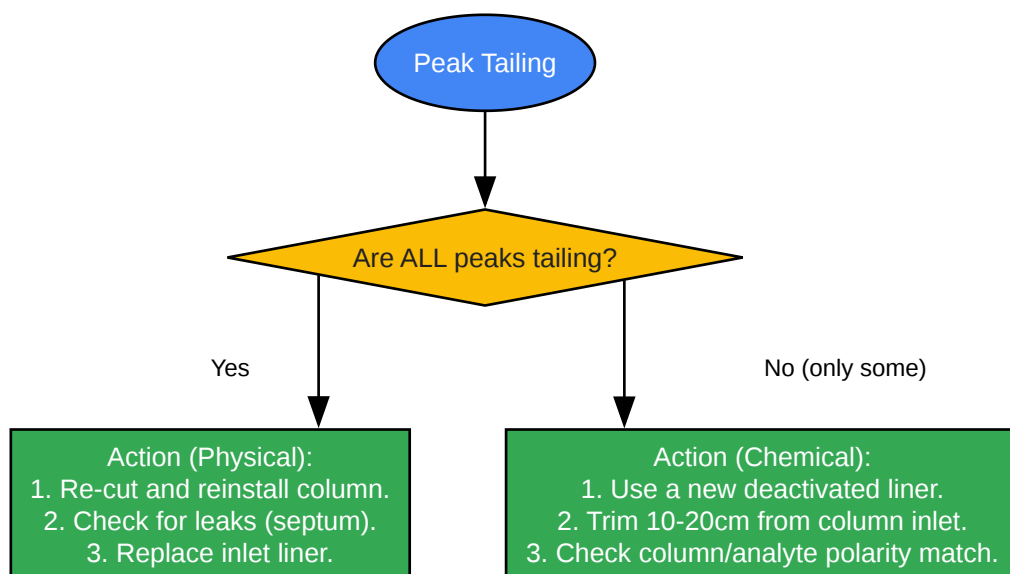 Peak Tailing
Are ALL peaks tailing?
Yes
No (only some)
Action (Physical):
1. Re-cut and reinstall column.
2. Check for leaks (septum).
3. Replace inlet liner.
Action (Chemical):
1. Use a new deactivated liner.
2. Trim 10-20cm from column inlet.
3. Check column/analyte polarity match.